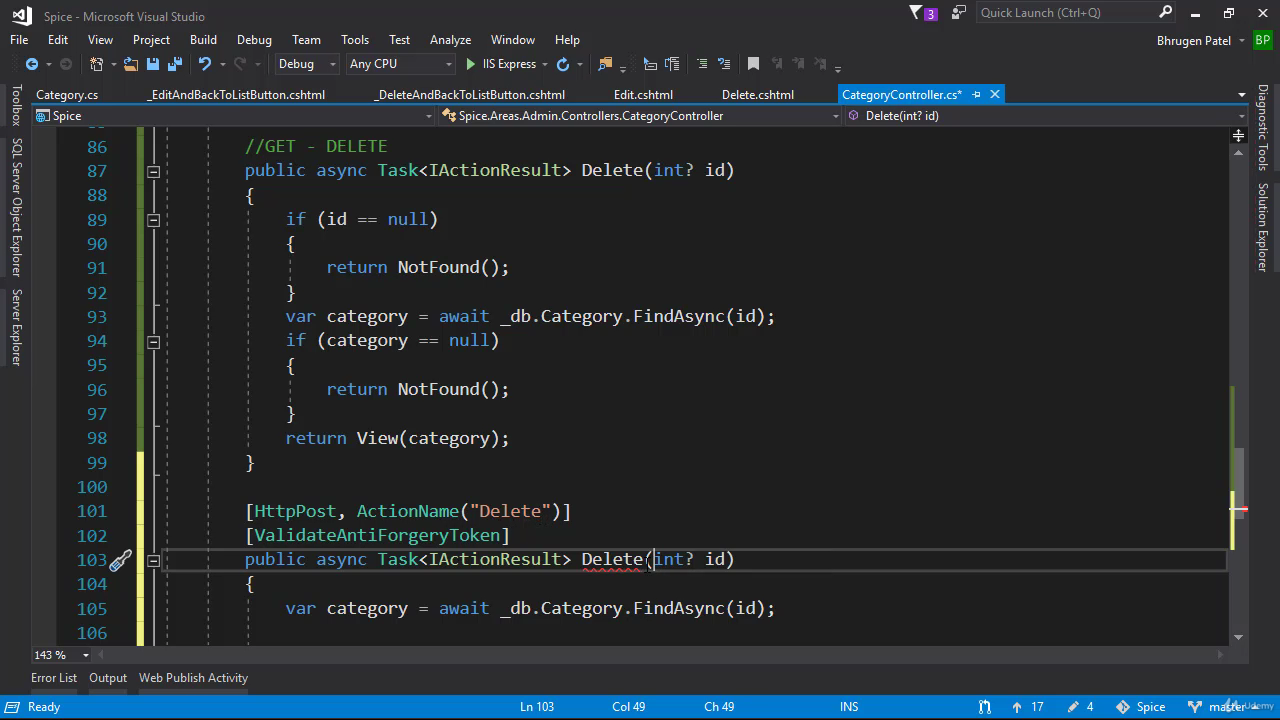 Spice - Microsoft Visual Studio
3
Quick Launch (Ctrl+Q)
File Edit View Project Build Debug Team Tools Test Analyze Window Help
Bhrugen Patel
BP
Debug
Any CPU
IIS Express
Category.cs
_EditAndBackToListButton.cshtml
_DeleteAndBackToListButton.cshtml
Edit.cshtml
Delete.cshtml
CategoryController.cs*
Spice
Spice.Areas.Admin.Controllers.CategoryController
Delete(int? id)
Toolbox
SQL Server Object Explorer
Server Explorer
Diagnostic Tools
Solution Explorer
86 //GET - DELETE
87 public async Task<IActionResult> Delete(int? id)
88 {
89 if (id == null)
90 {
91 return NotFound();
92 }
93 var category = await _db.Category.FindAsync(id);
94 if (category == null)
95 {
96 return NotFound();
97 }
98 return View(category);
99 }
100
101 [HttpPost, ActionName("Delete")]
102 [ValidateAntiForgeryToken]
103 public async Task<IActionResult> Delete(int? id)
104 {
105 var category = await _db.Category.FindAsync(id);
106
143 %
Error List Output Web Publish Activity
Ready
Ln 103
Col 49
Ch 49
INS
17
4
Spice
master
Udemy